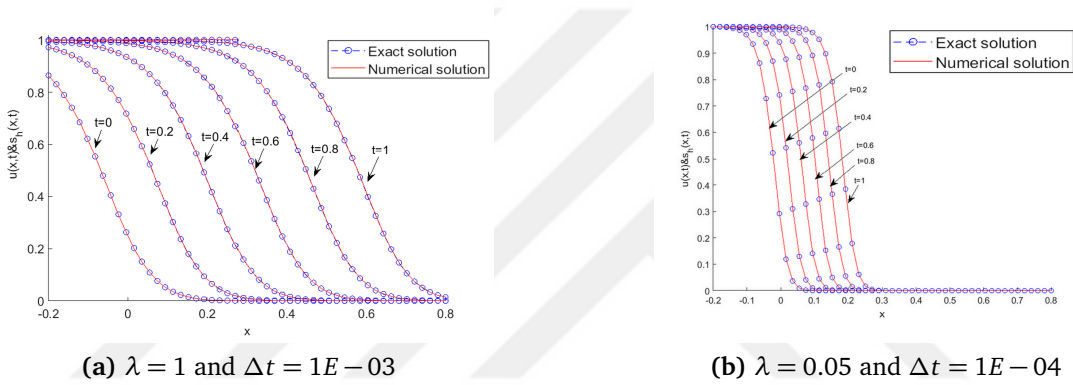 1
0.8
0.6
0.4
0.2
0
-0.2
0
0.2
0.4
0.6
0.8
u(x,t)&s_h(x,t)
x
Exact solution
Numerical solution
t=0
t=0.2
t=0.4
t=0.6
t=0.8
t=1
(a) λ = 1 and Δt = 1E − 03
1
0.9
0.8
0.7
0.6
0.5
0.4
0.3
0.2
0.1
0
-0.2
-0.1
0
0.1
0.2
0.3
0.4
0.5
0.6
0.7
0.8
u(x,t)&s_h(x,t)
x
Exact solution
Numerical solution
t=0
t=0.2
t=0.4
t=0.6
t=0.8
t=1
(b) λ = 0.05 and Δt = 1E − 04